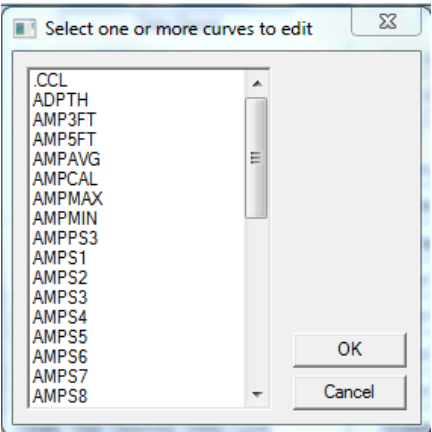 Select one or more curves to edit
.CCL
ADPTH
AMP3FT
AMP5FT
AMPAVG
AMPCAL
AMPMAX
AMPMIN
AMPPS3
AMPS1
AMPS2
AMPS3
AMPS4
AMPS5
AMPS6
AMPS7
AMPS8
OK
Cancel